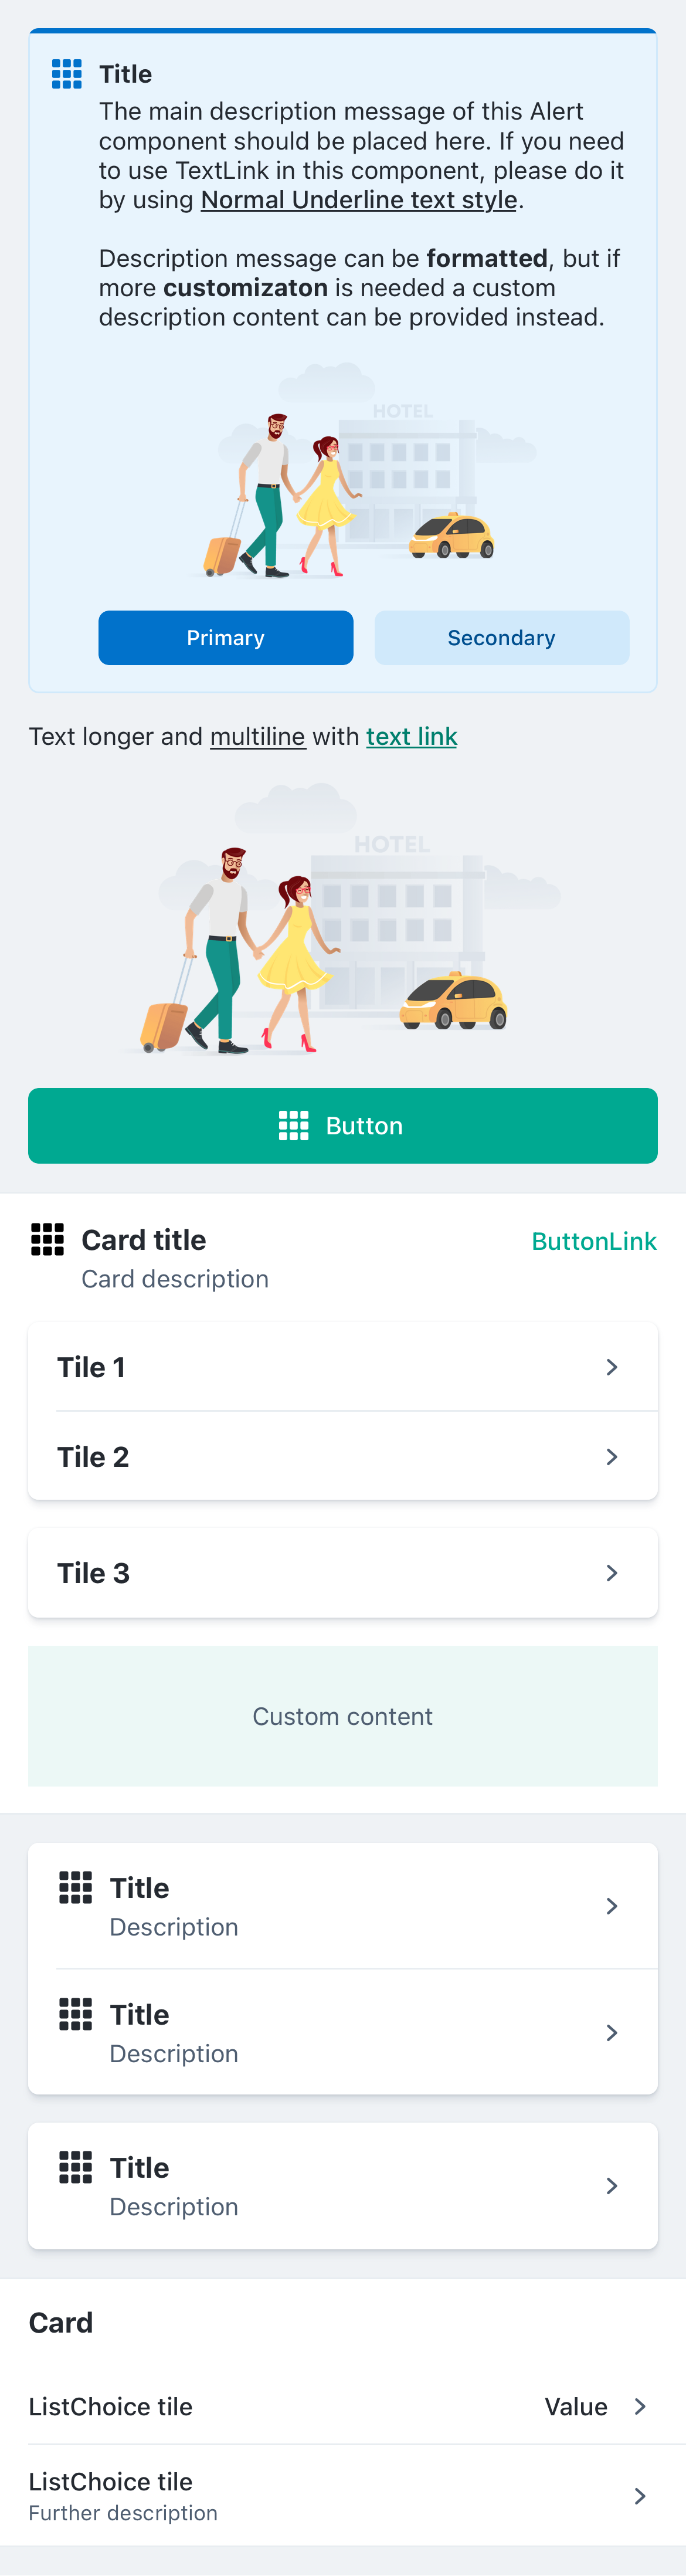 Title
The main description message of this Alert
component should be placed here. If you need
to use TextLink in this component, please do it
by using Normal Underline text style.
Description message can be formatted, but if
more customizaton is needed a custom
description content can be provided instead.
HOTEL
Primary
Secondary
Text longer and multiline with text link
HOTEL
Button
Card title
ButtonLink
Card description
Tile 1
Tile 2
Tile 3
Custom content
Title
Description
Title
Description
Title
Description
Card
ListChoice tile
Value
ListChoice tile
Further description